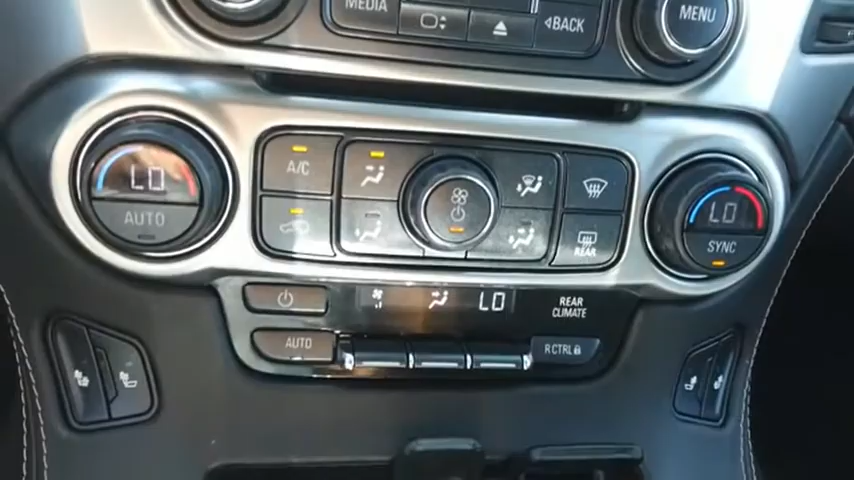 MEDIA
BACK
MENU
A/C
LO
AUTO
REAR
LO
SYNC
LO
REAR
CLIMATE
AUTO
R CTRL